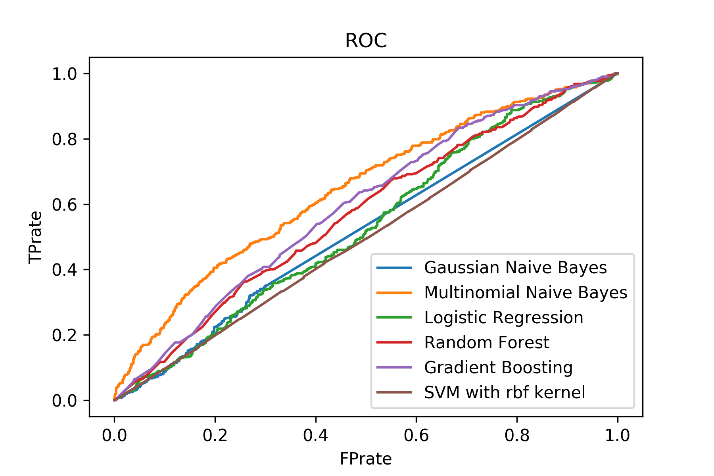 ROC
1.0
0.8
0.6
0.4
0.2
0.0
TPrate
Gaussian Naive Bayes
Multinomial Naive Bayes
Logistic Regression
Random Forest
Gradient Boosting
SVM with rbf kernel
0.0 0.2 0.4 0.6 0.8 1.0
FPrate